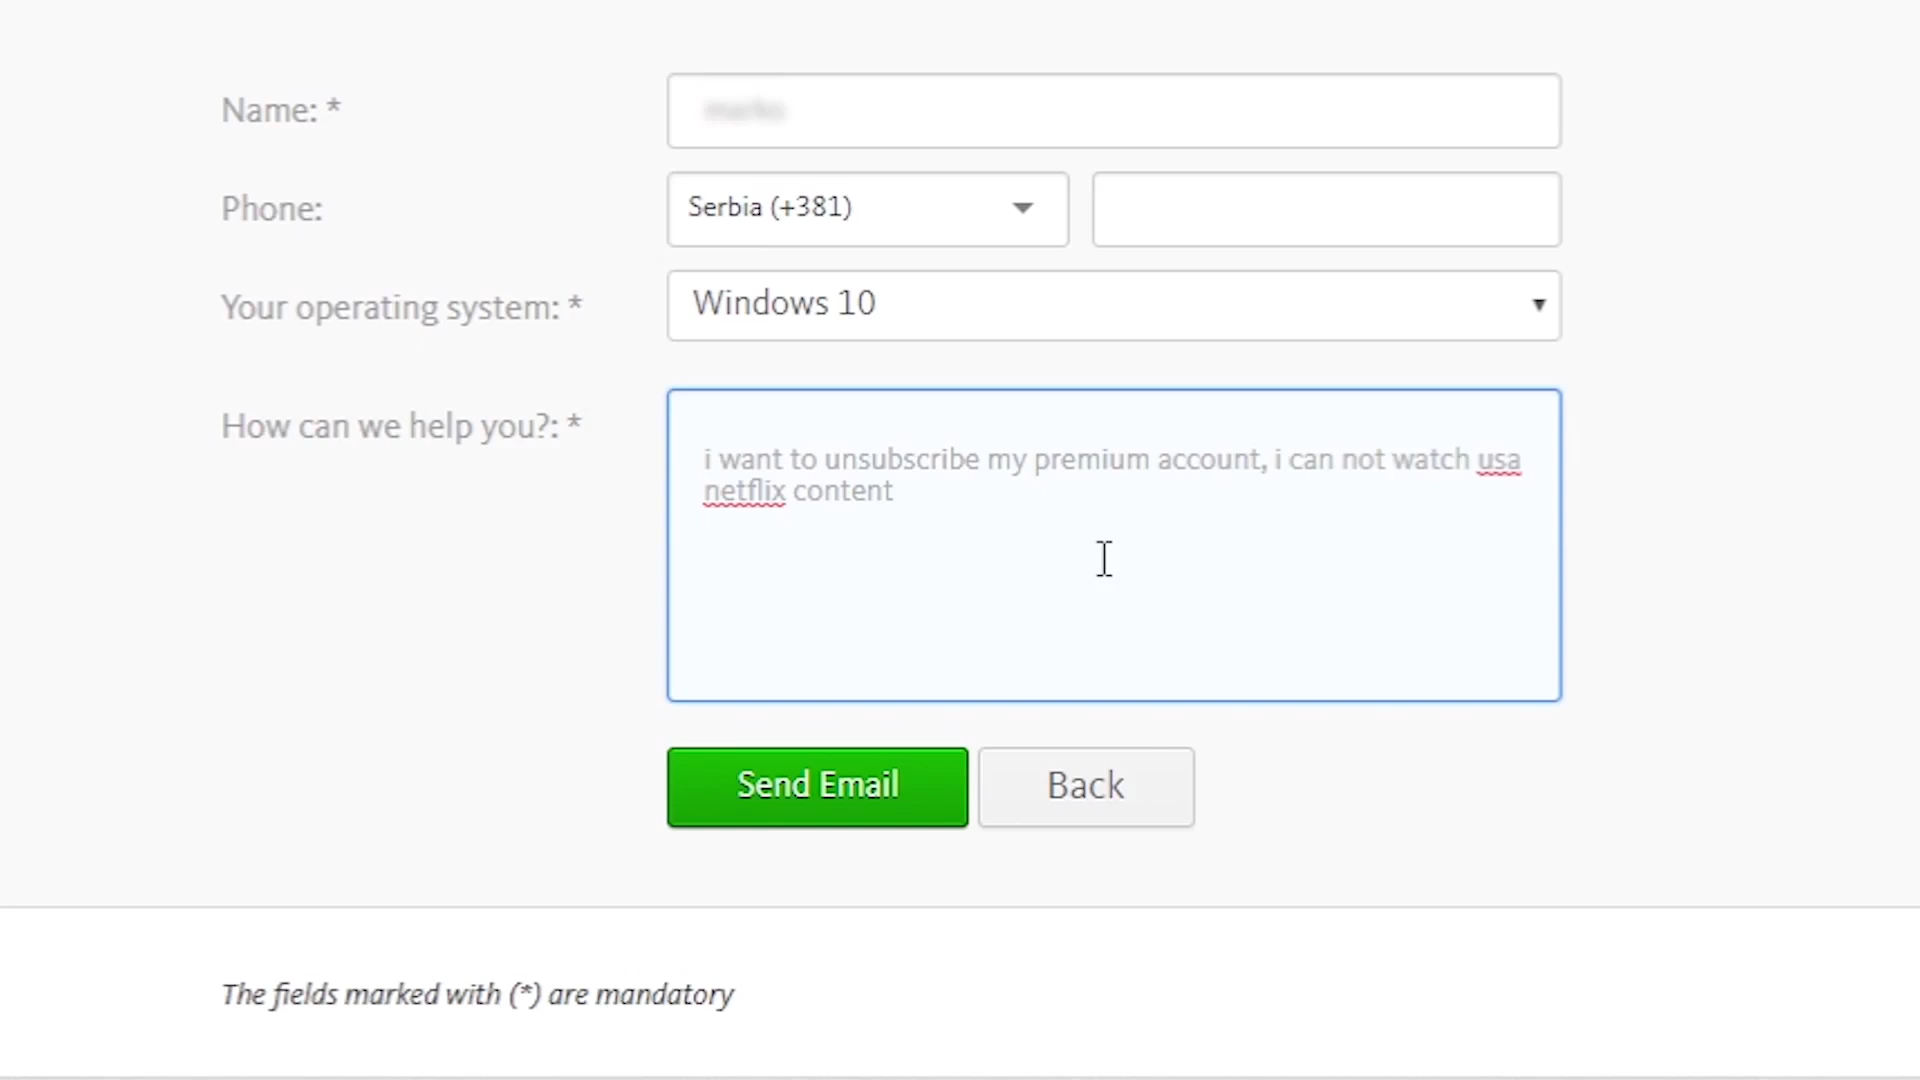 Name: *
Phone:
Serbia (+381)
Your operating system: *
Windows 10
How can we help you?: *
i want to unsubscribe my premium account, i can not watch usa
netflix content
Send Email
Back
The fields marked with (*) are mandatory